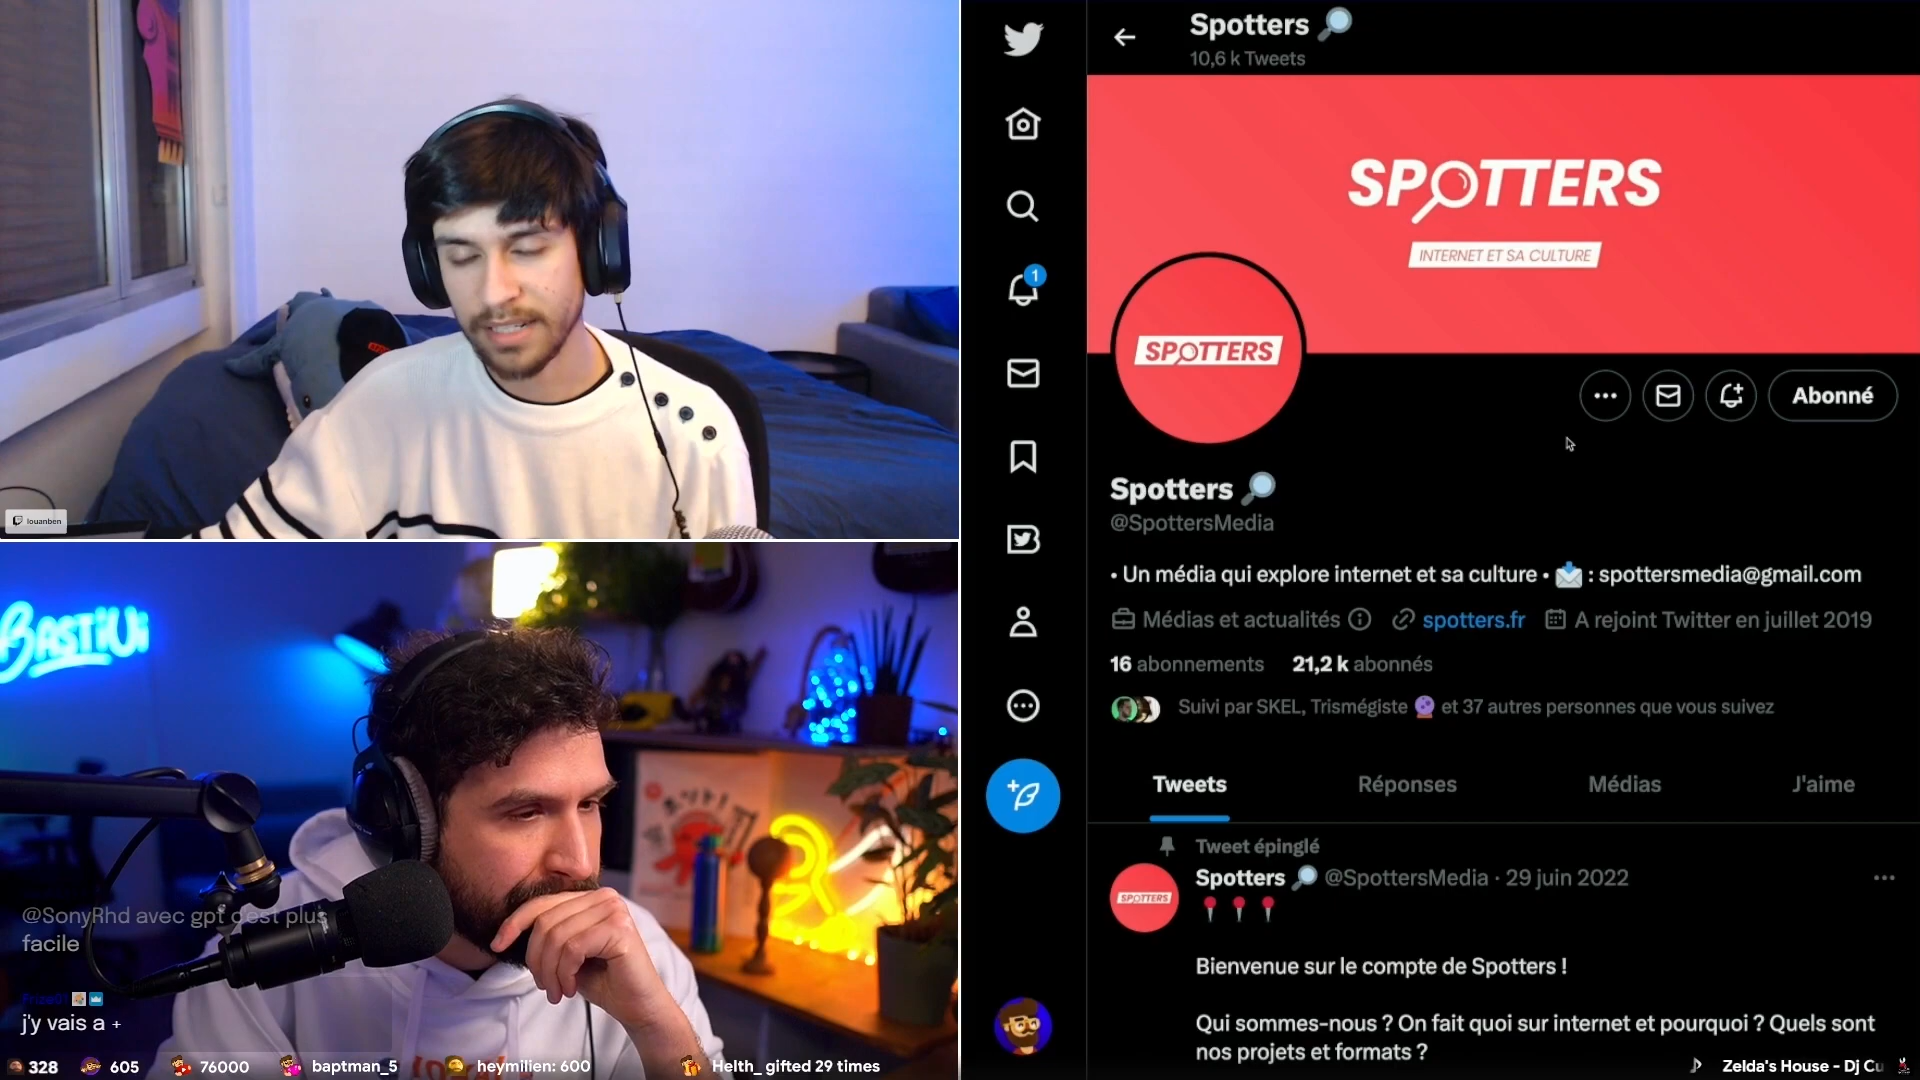 louanben
BASTIUI
@SonyRhd avec gpt c'est plus
facile
j'y vais a +
328
605
76000
baptman_5
heymilien: 600
Helth_ gifted 29 times
Spotters
10,6 k Tweets
1
SPOTTERS
INTERNET ET SA CULTURE
SPOTTERS
Abonné
Spotters
@SpottersMedia
• Un média qui explore internet et sa culture • : spottersmedia@gmail.com
Médias et actualités spotters.fr A rejoint Twitter en juillet 2019
16 abonnements 21,2 k abonnés
Suivi par SKEL, Trismégiste et 37 autres personnes que vous suivez
Tweets Réponses Médias J'aime
Tweet épinglé
SPOTTERS
Spotters @SpottersMedia · 29 juin 2022
Bienvenue sur le compte de Spotters !
Qui sommes-nous ? On fait quoi sur internet et pourquoi ? Quels sont
nos projets et formats ?
Zelda's House - Dj Cu